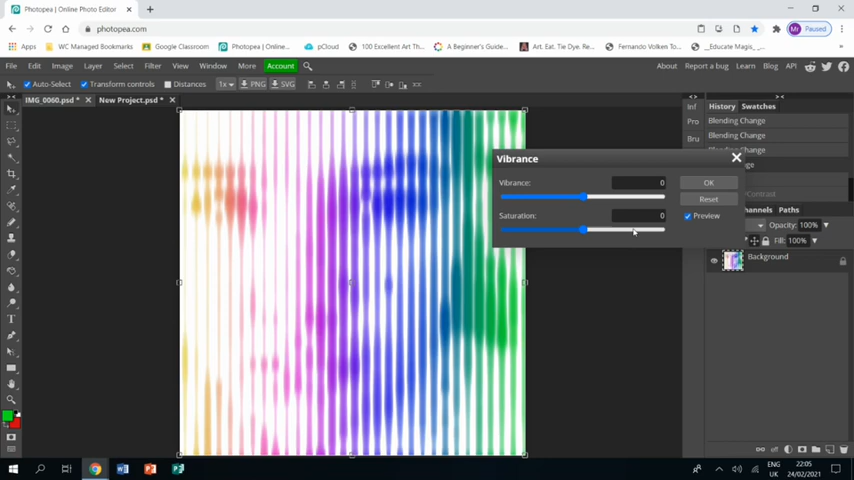 Photopea | Online Photo Editor
photopea.com
Paused
Apps WC Managed Bookmarks Google Classroom Photopea | Online... pCloud 100 Excellent Art Th... A Beginner's Guide... Art. Eat. Tie Dye. Re... Fernando Volken To... __Educate Magis_ ...
File Edit Image Layer Select Filter View Window More Account About Report a bug Learn Blog API
Auto-Select Transform controls Distances 1x PNG SVG
IMG_0060.psd * New Project.psd *
Inf History Swatches
Pro Blending Change
Bru Blending Change
Blending Change
Vibrance
Vibrance: 0 OK
Reset
Saturation: 0 Preview
Paths
Opacity: 100%
Fill: 100%
Background
ENG 22:05
UK 24/02/2021